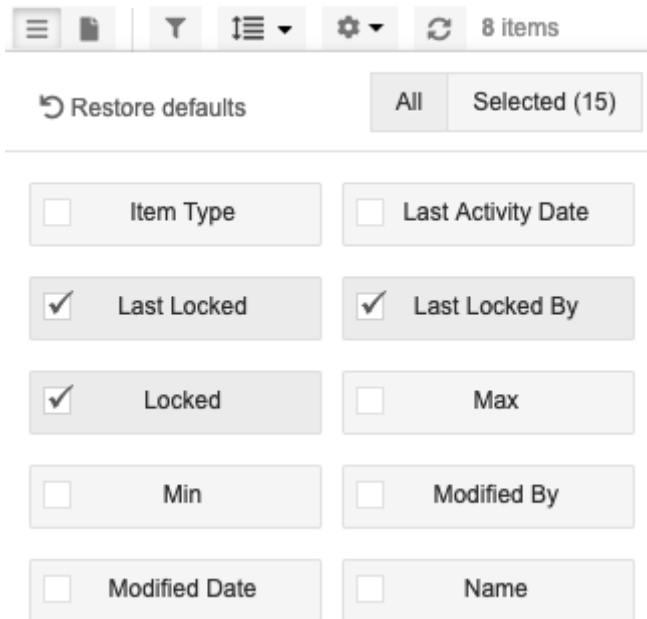 8 items
Restore defaults All Selected (15)
Item Type Last Activity Date
Last Locked Last Locked By
Locked Max
Min Modified By
Modified Date Name